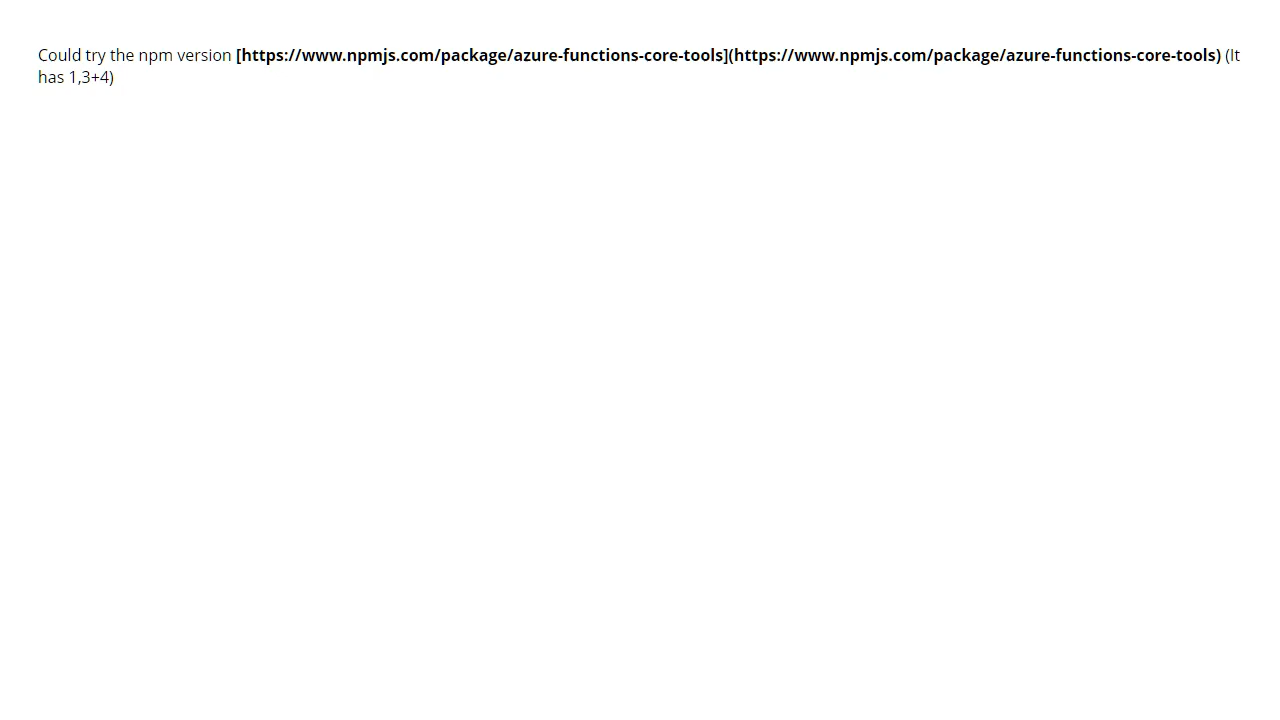 Could try the npm version [https://www.npmjs.com/package/azure-functions-core-tools](https://www.npmjs.com/package/azure-functions-core-tools) (It
has 1,3+4)